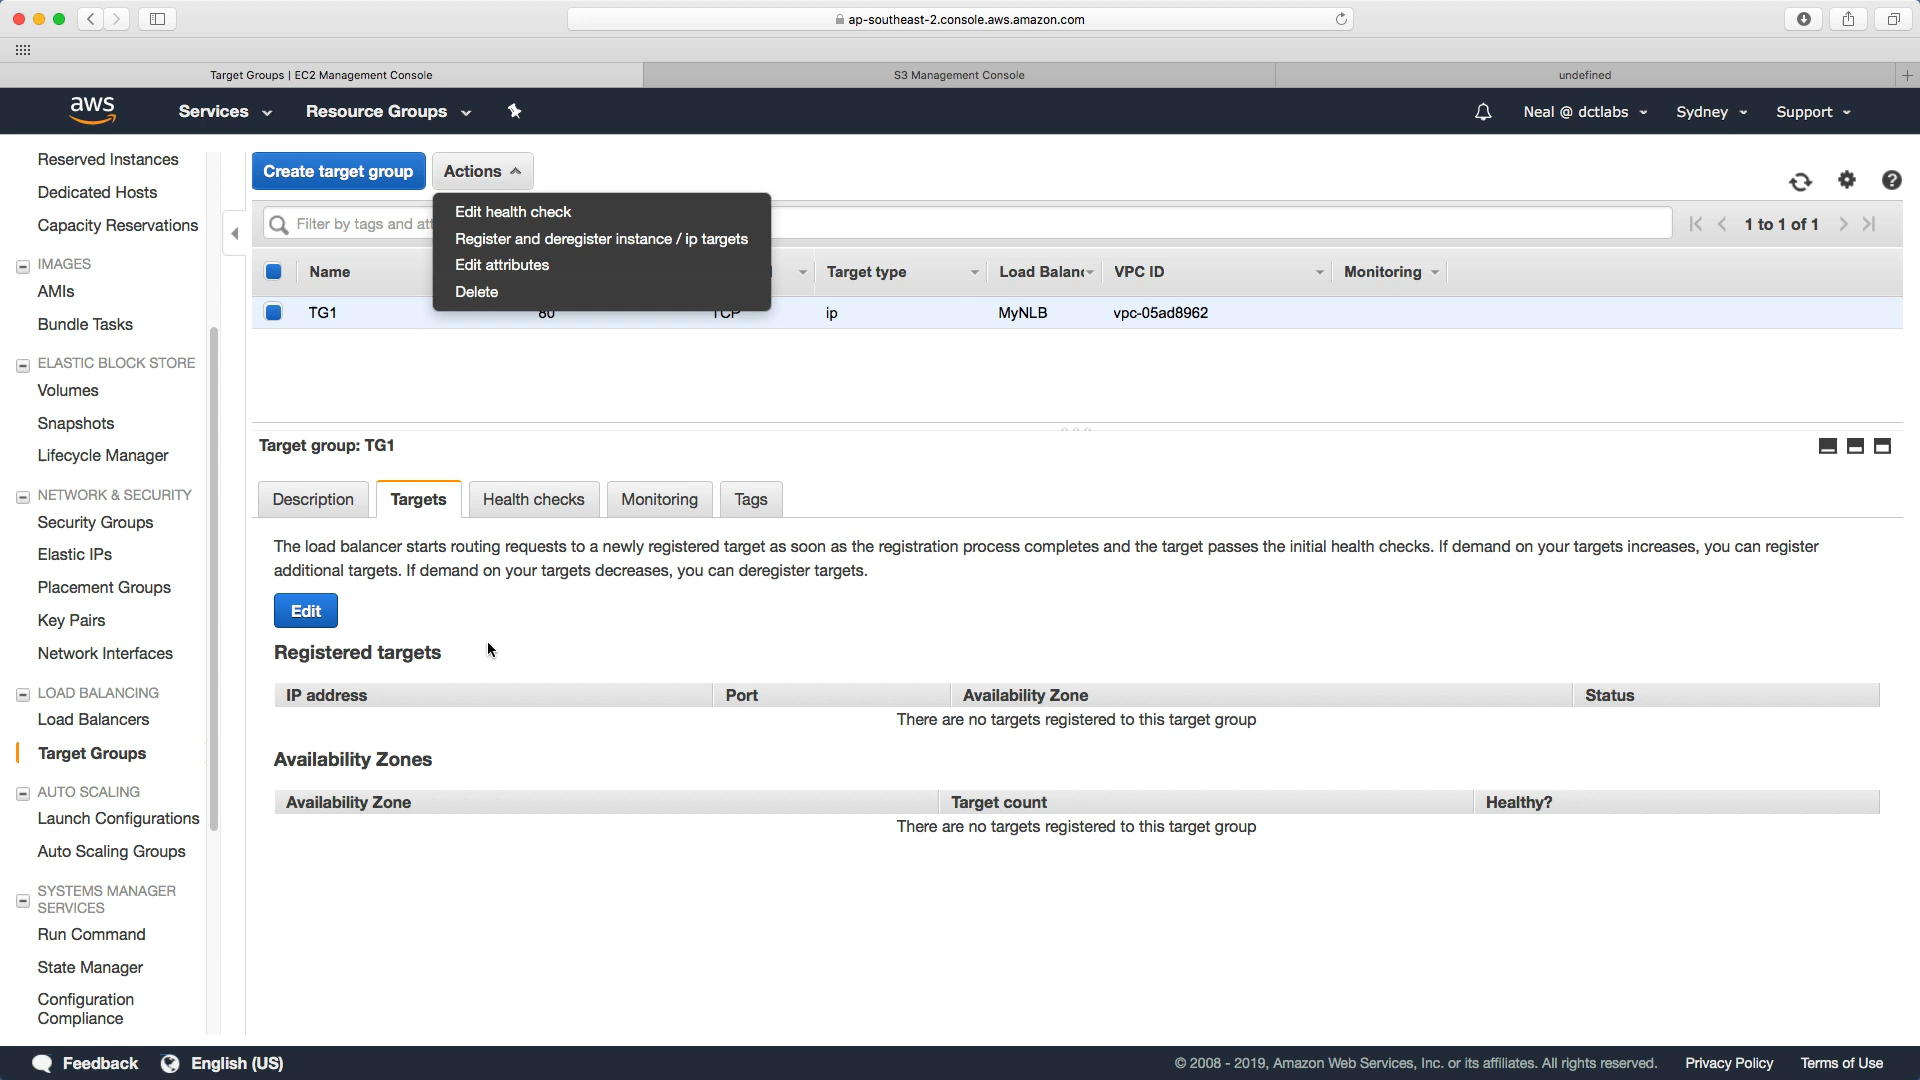 ap-southeast-2.console.aws.amazon.com
Target Groups | EC2 Management Console
S3 Management Console
undefined
aws
Services
Resource Groups
Neal @ dctlabs
Sydney
Support
Reserved Instances
Dedicated Hosts
Capacity Reservations
IMAGES
AMIs
Bundle Tasks
ELASTIC BLOCK STORE
Volumes
Snapshots
Lifecycle Manager
NETWORK & SECURITY
Security Groups
Elastic IPs
Placement Groups
Key Pairs
Network Interfaces
LOAD BALANCING
Load Balancers
Target Groups
AUTO SCALING
Launch Configurations
Auto Scaling Groups
SYSTEMS MANAGER
SERVICES
Run Command
State Manager
Configuration
Compliance
Create target group
Actions
Edit health check
Register and deregister instance / ip targets
Edit attributes
Delete
Filter by tags and att
1 to 1 of 1
Name
Target type
Load Balanc
VPC ID
Monitoring
TG1
80
TCP
ip
MyNLB
vpc-05ad8962
Target group: TG1
Description
Targets
Health checks
Monitoring
Tags
The load balancer starts routing requests to a newly registered target as soon as the registration process completes and the target passes the initial health checks. If demand on your targets increases, you can register
additional targets. If demand on your targets decreases, you can deregister targets.
Edit
Registered targets
IP address
Port
Availability Zone
Status
There are no targets registered to this target group
Availability Zones
Availability Zone
Target count
Healthy?
There are no targets registered to this target group
Feedback
English (US)
© 2008 - 2019, Amazon Web Services, Inc. or its affiliates. All rights reserved.
Privacy Policy
Terms of Use